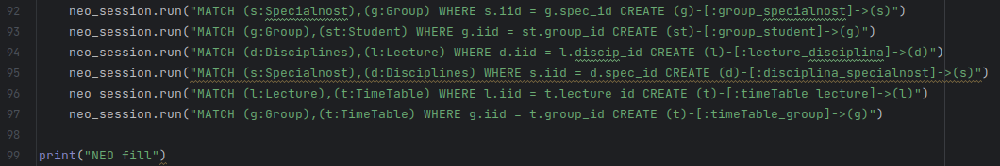 92 neo_session.run("MATCH (s:Specialnost),(g:Group) WHERE s.iid = g.spec_id CREATE (g)-[:group_specialnost]->(s)")
93 neo_session.run("MATCH (g:Group),(st:Student) WHERE g.iid = st.group_id CREATE (st)-[:group_student]->(g)")
94 neo_session.run("MATCH (d:Disciplines),(l:Lecture) WHERE d.iid = l.discip_id CREATE (l)-[:lecture_disciplina]->(d)")
95 neo_session.run("MATCH (s:Specialnost),(d:Disciplines) WHERE s.iid = d.spec_id CREATE (d)-[:disciplina_specialnost]->(s)")
96 neo_session.run("MATCH (l:Lecture),(t:TimeTable) WHERE l.iid = t.lecture_id CREATE (t)-[:timeTable_lecture]->(l)")
97 neo_session.run("MATCH (g:Group),(t:TimeTable) WHERE g.iid = t.group_id CREATE (t)-[:timeTable_group]->(g)")
98
99 print("NEO fill")